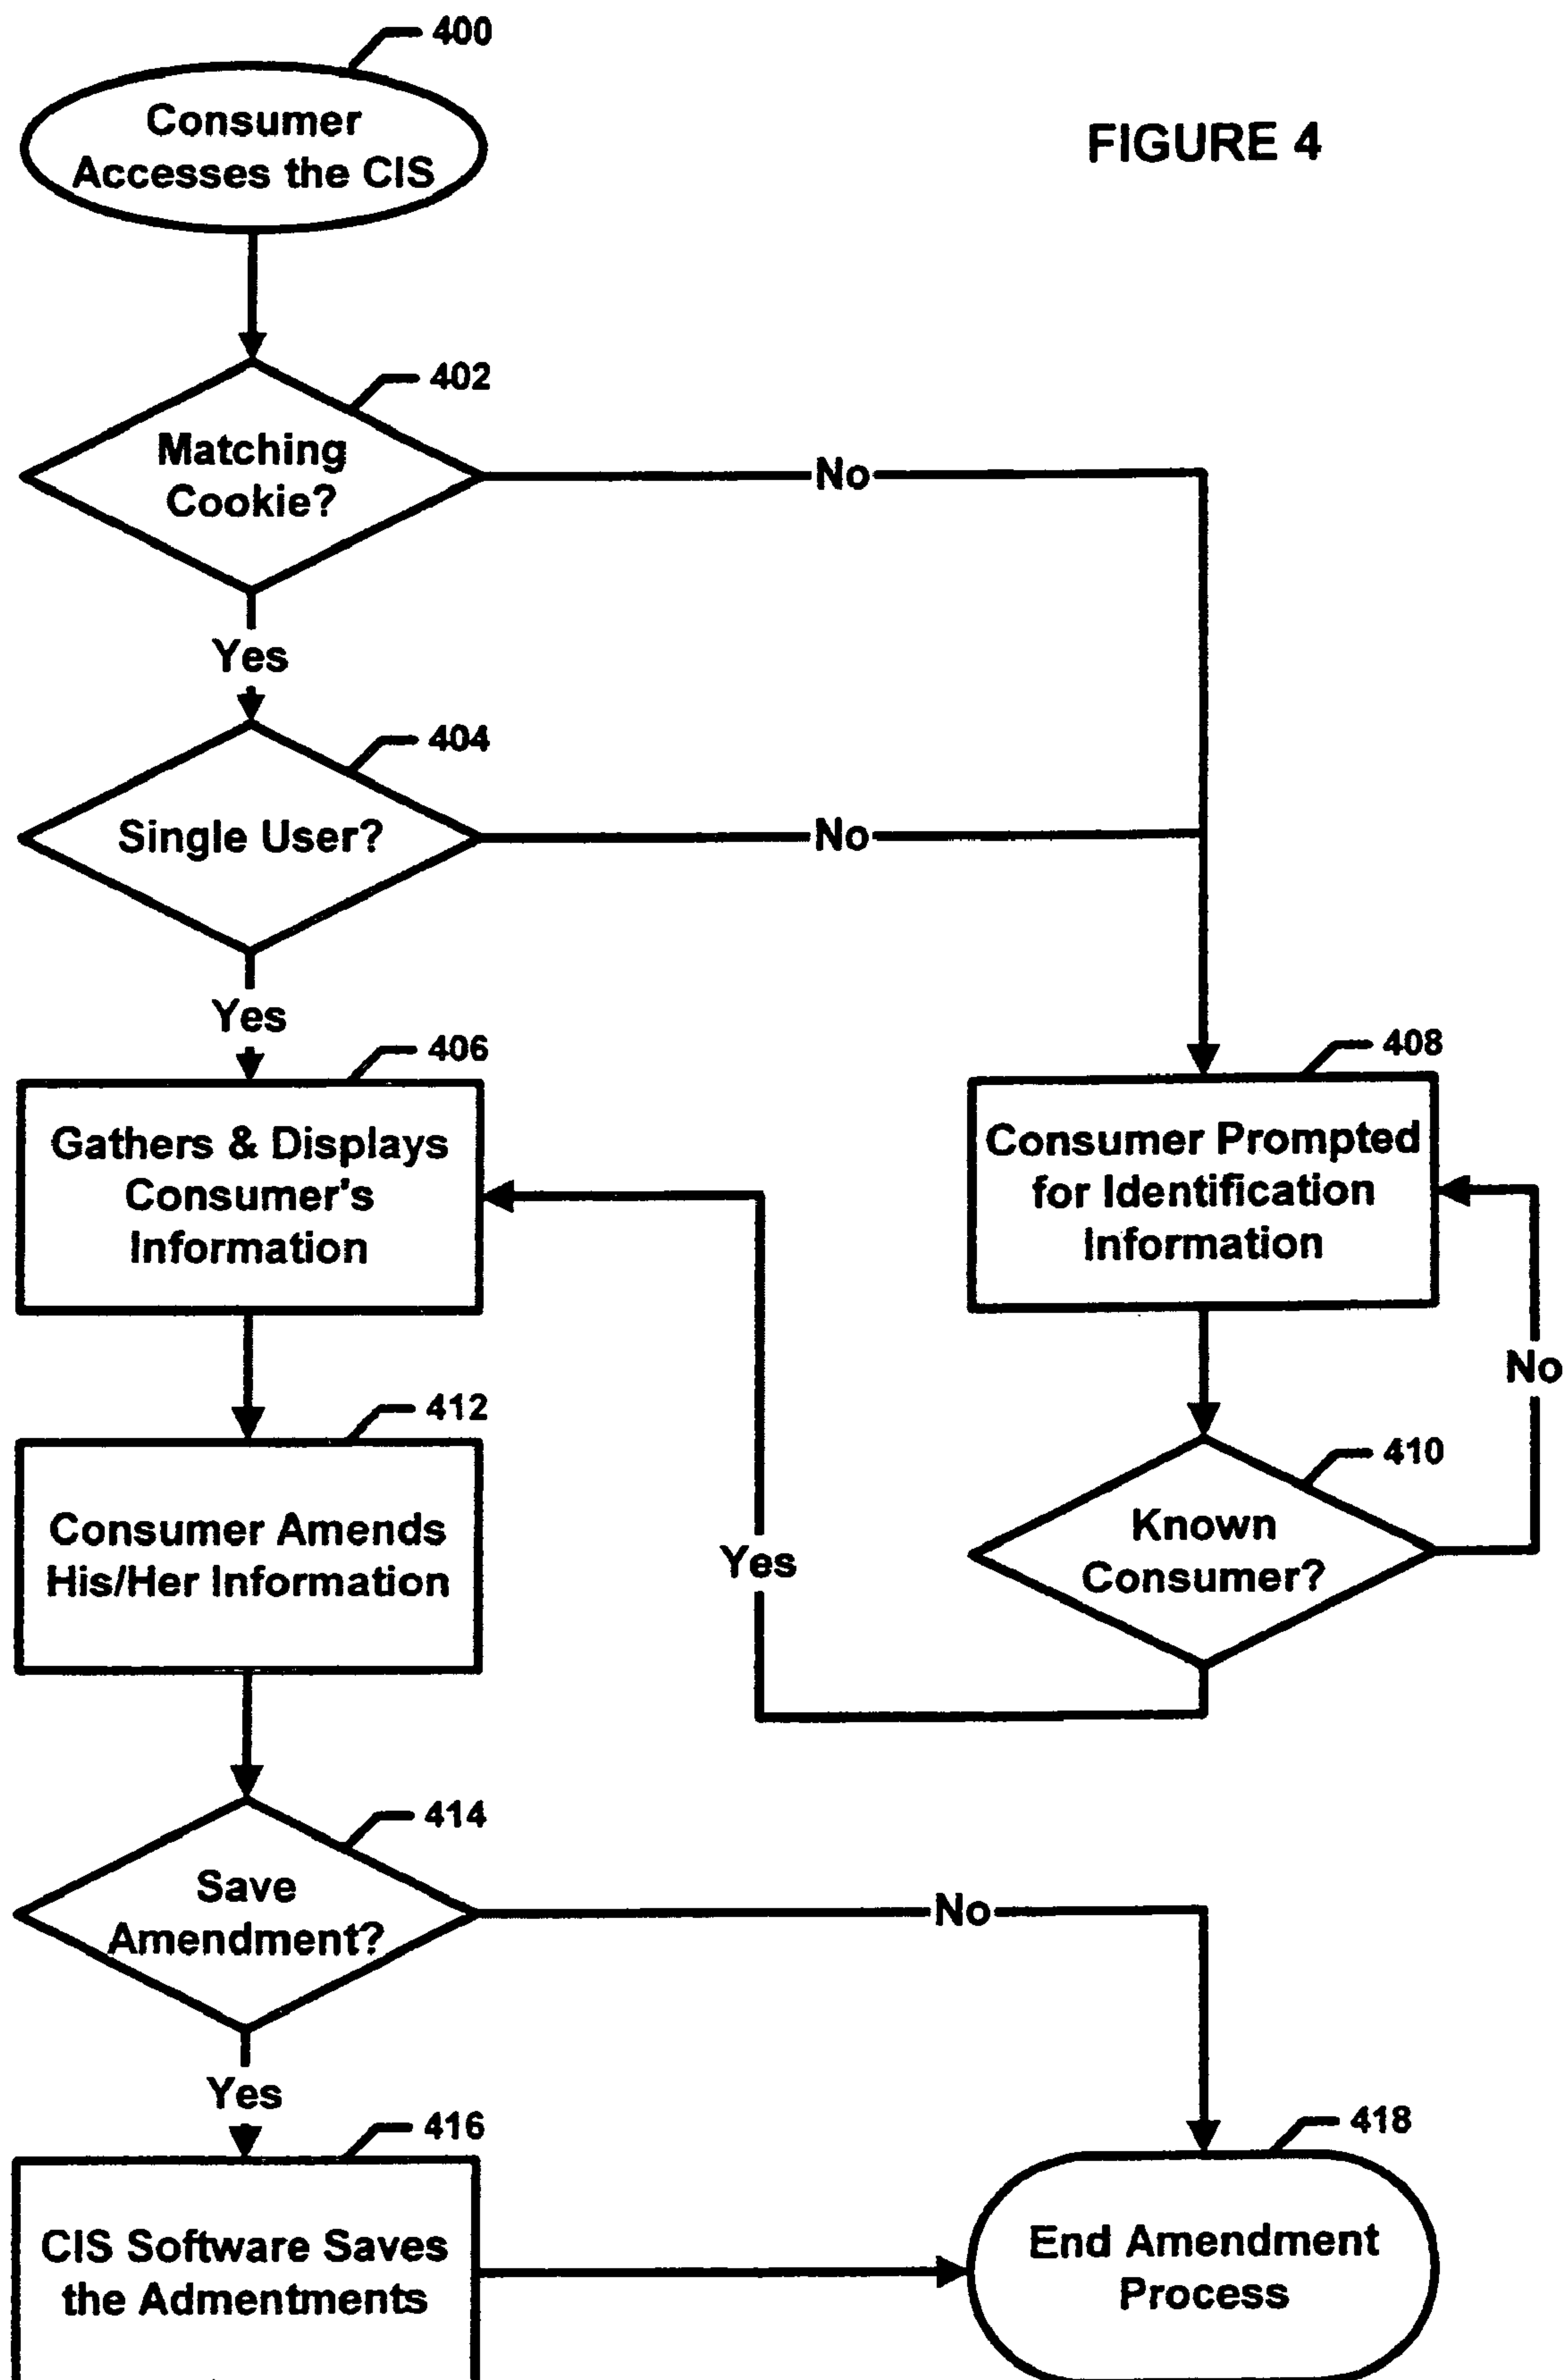 400
Consumer
Accesses the CIS
FIGURE 4
402
Matching
Cookie?
No
Yes
404
Single User?
No
Yes
406
Gathers & Displays
Consumer's
Information
408
Consumer Prompted
for Identification
Information
No
412
Consumer Amends
His/Her Information
410
Known
Consumer?
Yes
414
Save
Amendment?
No
Yes
416
CIS Software Saves
the Admentments
418
End Amendment
Process